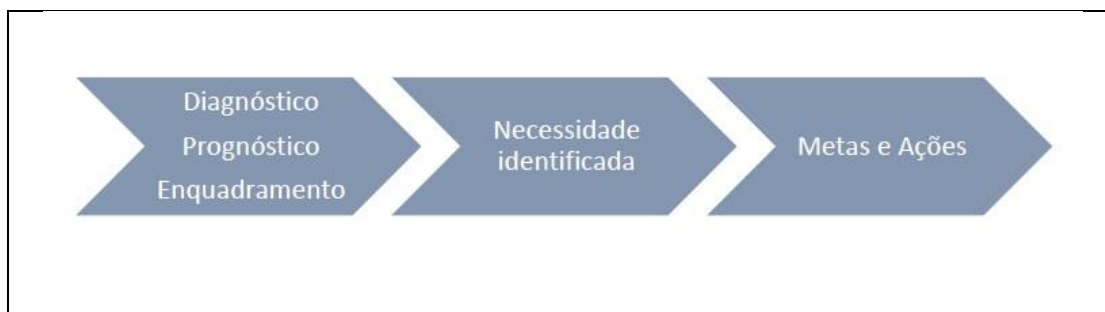 Diagnóstico
Prognóstico
Enquadramento
Necessidade
identificada
Metas e Ações